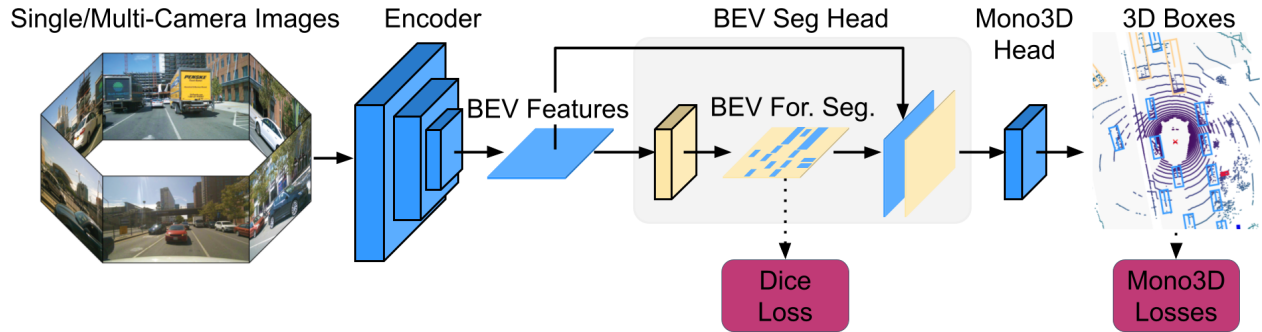 Single/Multi-Camera Images
Encoder
BEV Seg Head
Mono3D
Head
3D Boxes
PENSKE
BEV Features
BEV For. Seg.
Dice
Loss
Mono3D
Losses